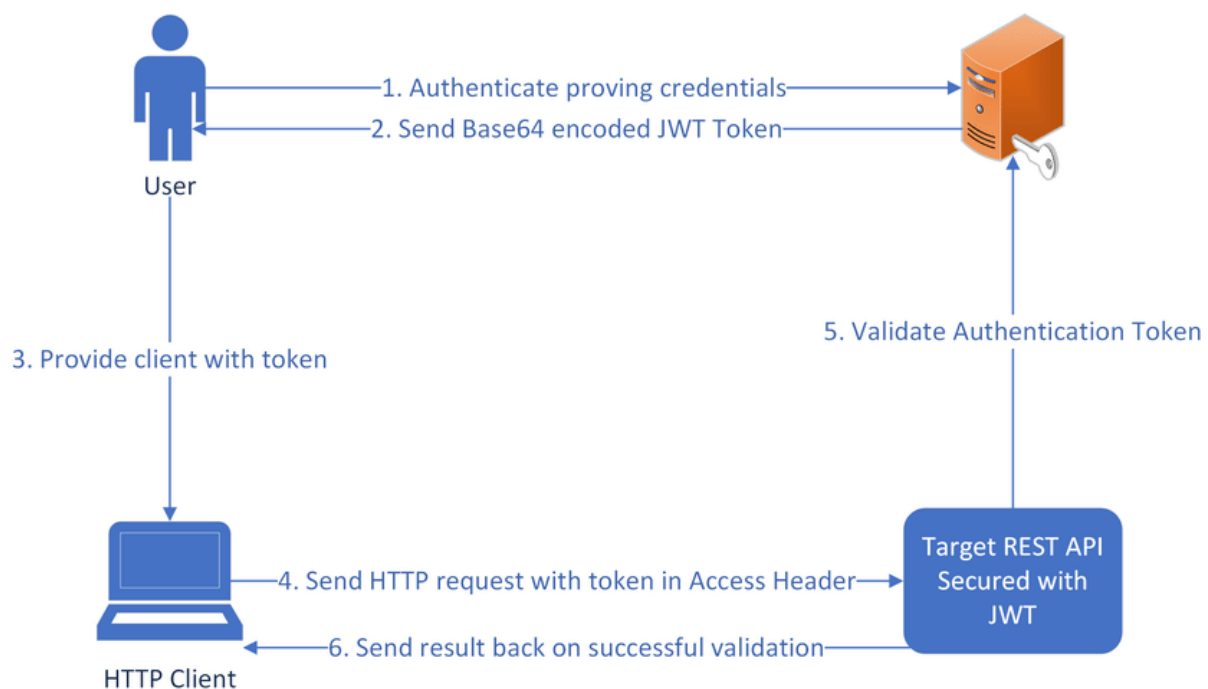 1. Authenticate proving credentials
2. Send Base64 encoded JWT Token
User
3. Provide client with token
5. Validate Authentication Token
4. Send HTTP request with token in Access Header
Target REST API
Secured with
JWT
6. Send result back on successful validation
HTTP Client